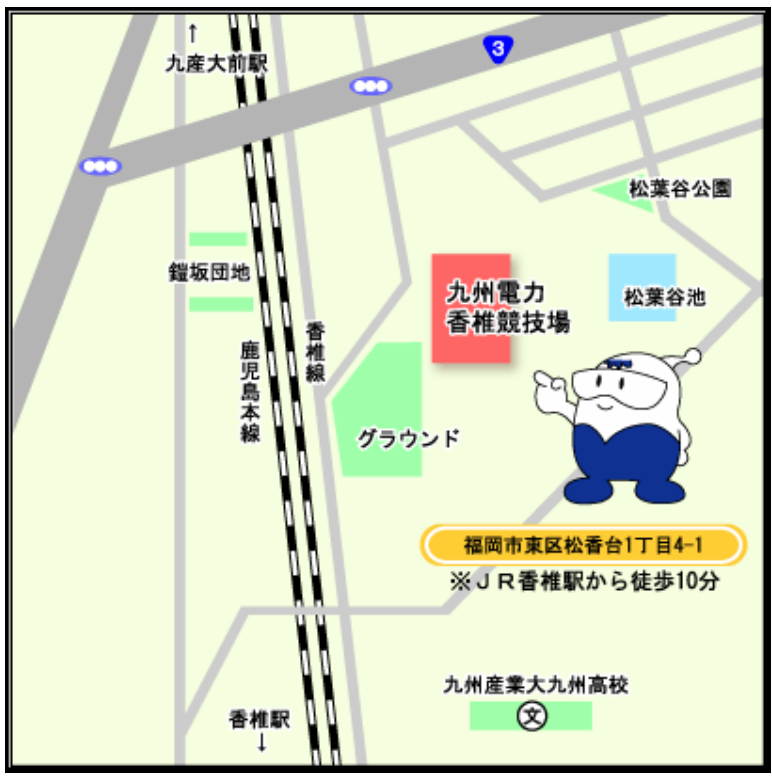 ↑
九産大前駅
3
松葉谷公園
鎧坂団地
九州電力
香椎競技場
松葉谷池
香椎線
鹿児島本線
グラウンド
福岡市東区松香台1丁目4-1
※JR香椎駅から徒歩10分
九州産業大九州高校
文
香椎駅
↓